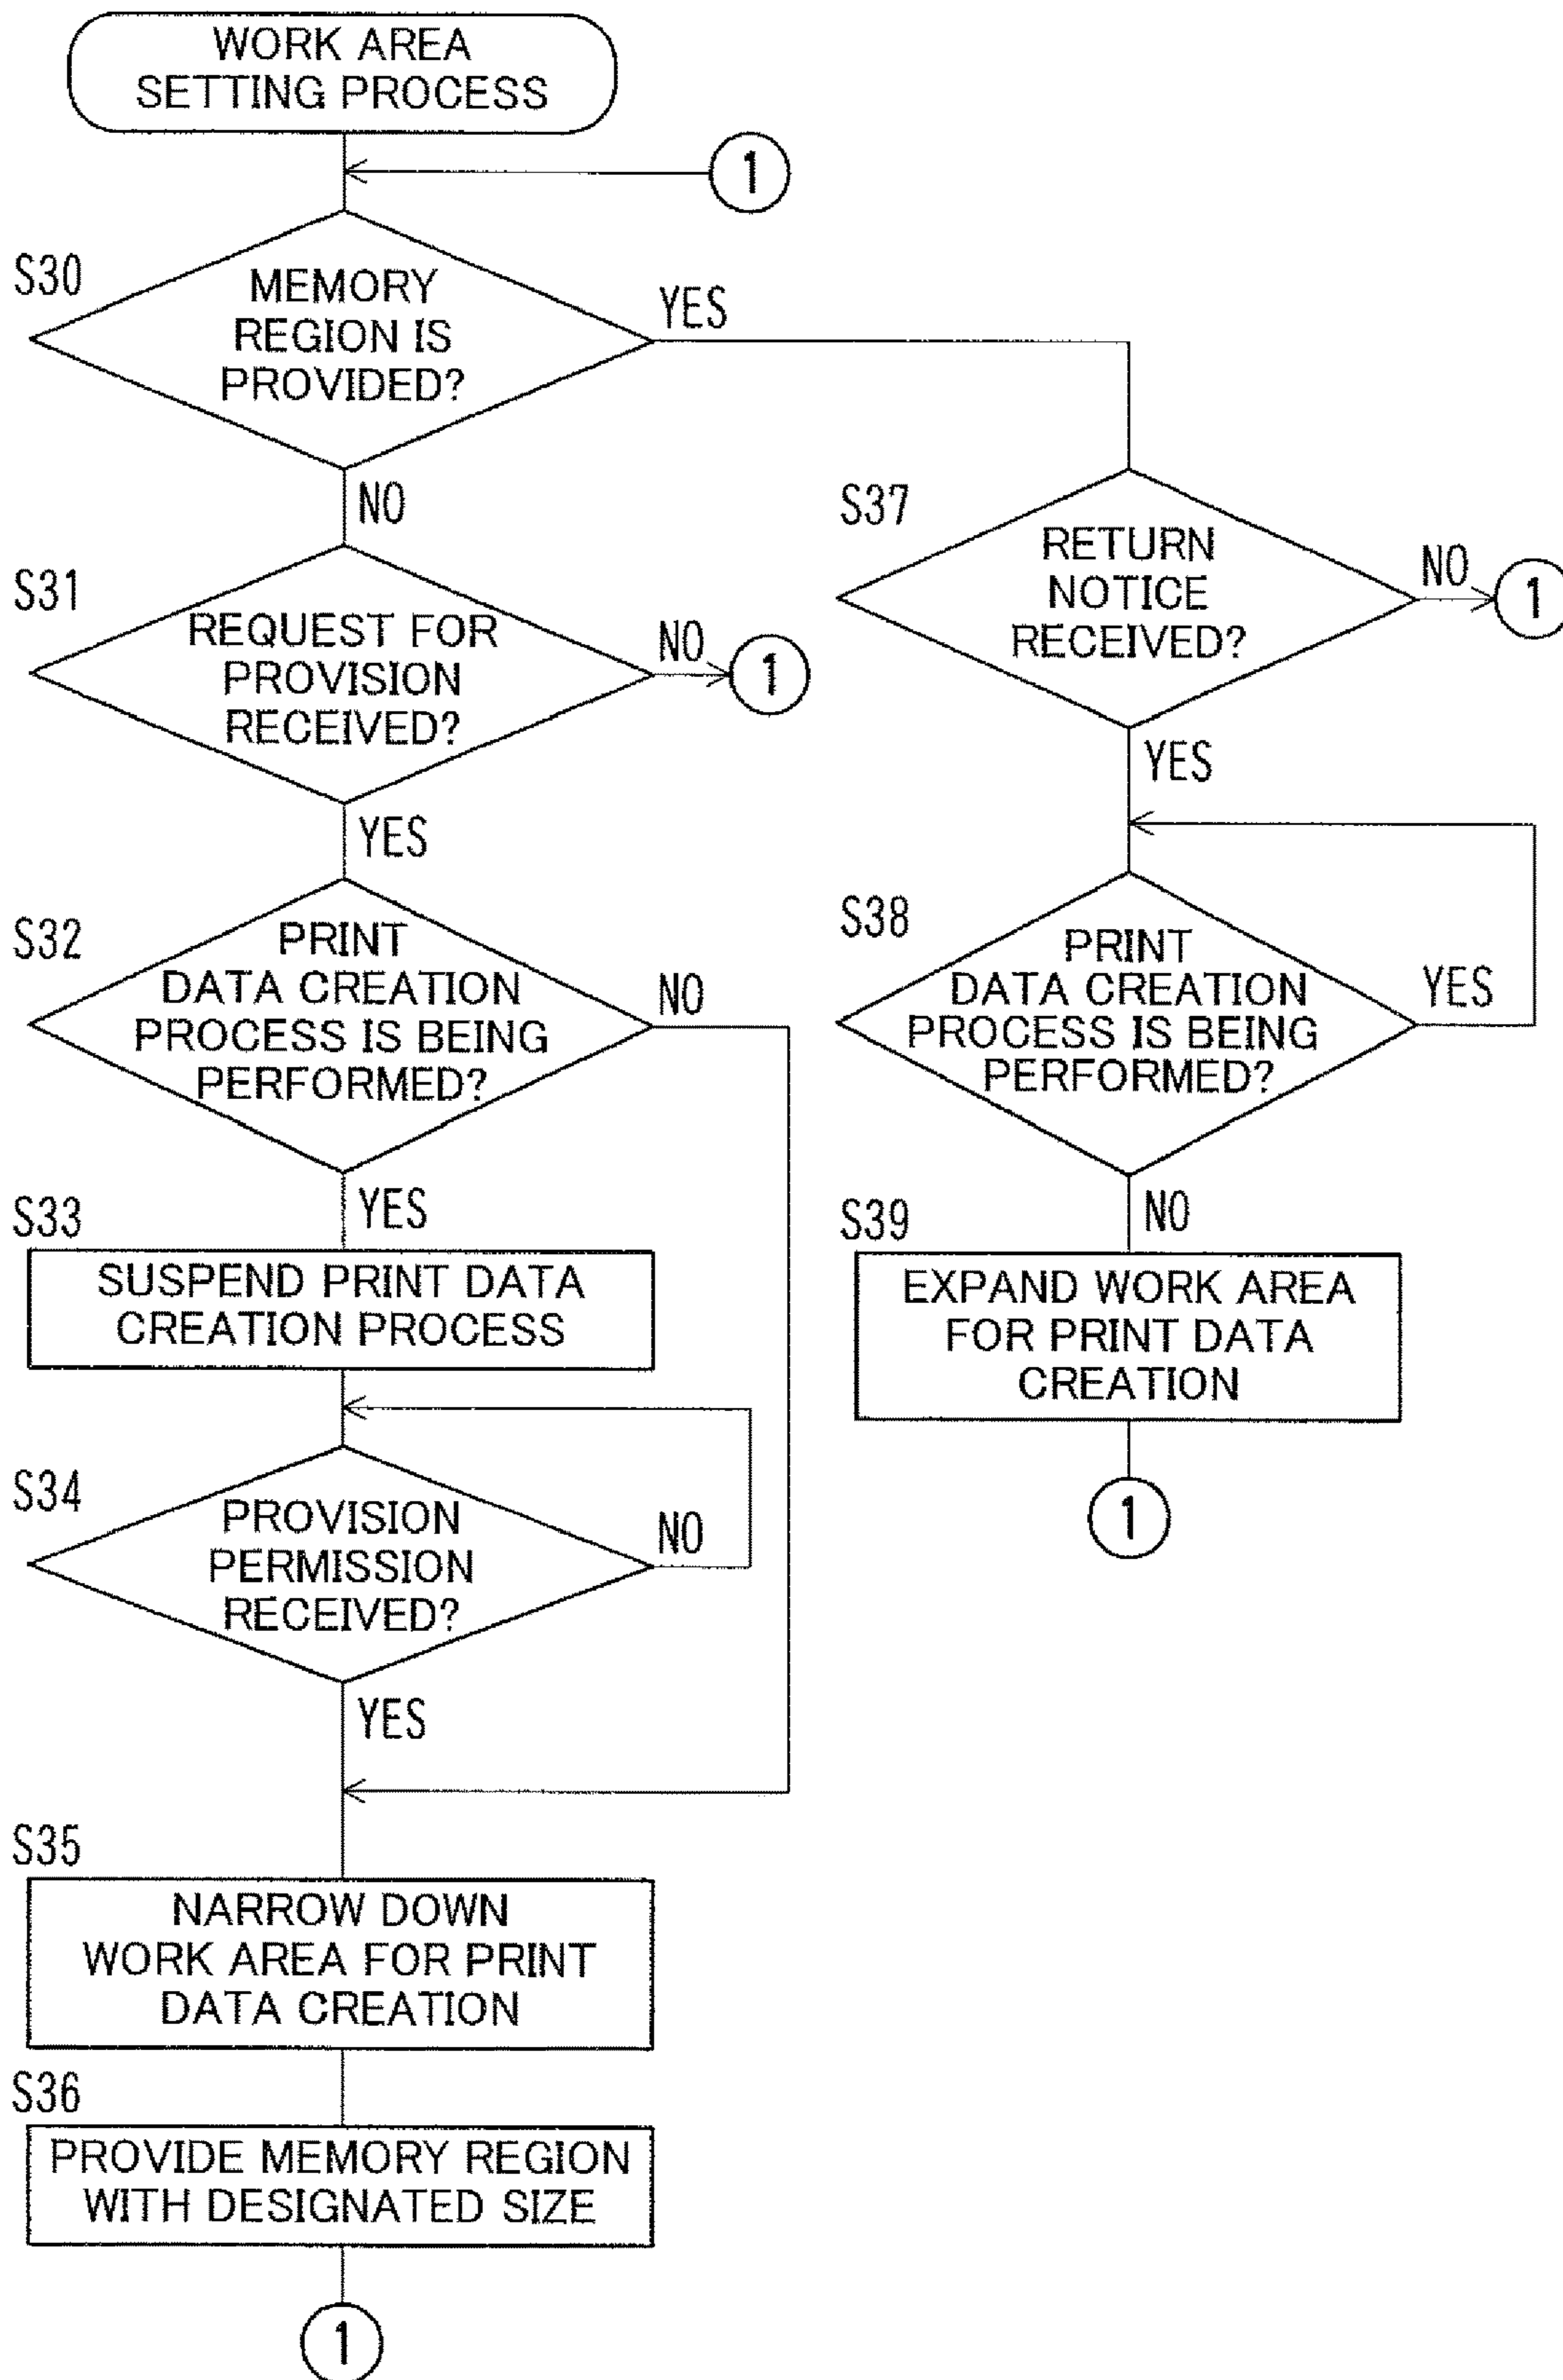 WORK AREA
SETTING PROCESS
1
S30
MEMORY
REGION IS
PROVIDED?
YES
NO
S31
REQUEST FOR
PROVISION
RECEIVED?
NO
1
YES
S32
PRINT
DATA CREATION
PROCESS IS BEING
PERFORMED?
NO
YES
S33
SUSPEND PRINT DATA
CREATION PROCESS
S34
PROVISION
PERMISSION
RECEIVED?
NO
YES
S35
NARROW DOWN
WORK AREA FOR PRINT
DATA CREATION
S36
PROVIDE MEMORY REGION
WITH DESIGNATED SIZE
1
S37
RETURN
NOTICE
RECEIVED?
NO
1
YES
S38
PRINT
DATA CREATION
PROCESS IS BEING
PERFORMED?
YES
NO
S39
EXPAND WORK AREA
FOR PRINT DATA
CREATION
1